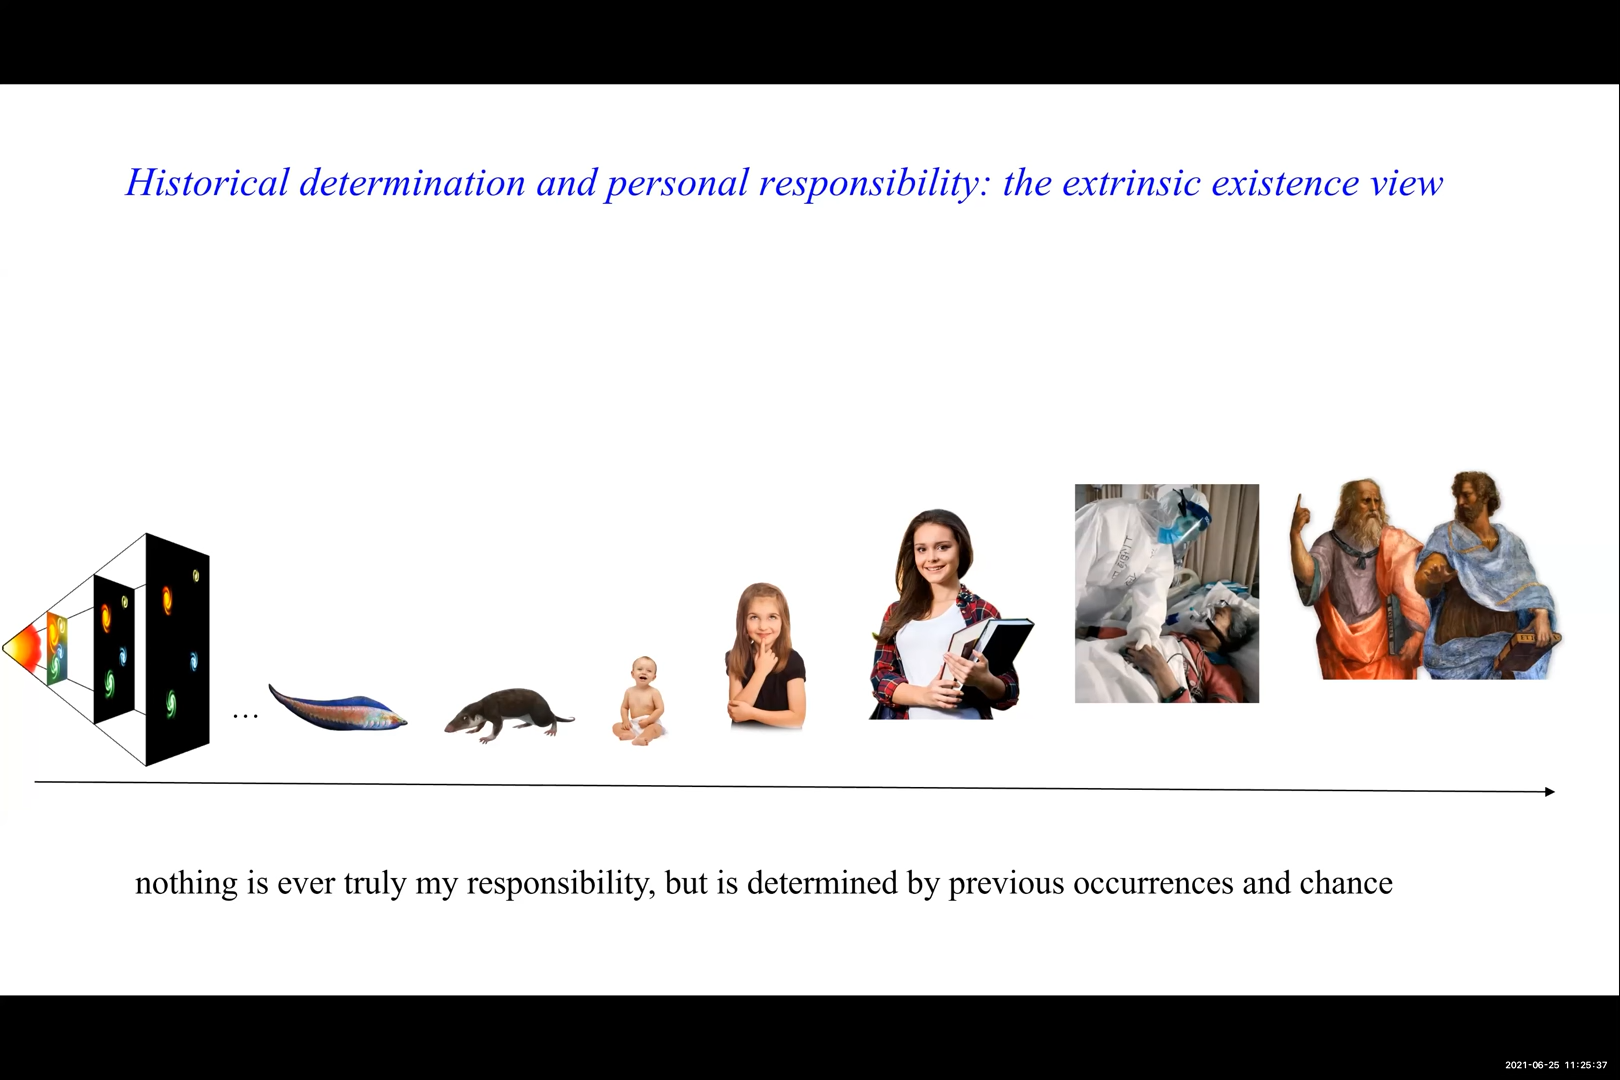 Historical determination and personal responsibility: the extrinsic existence view
...
nothing is ever truly my responsibility, but is determined by previous occurrences and chance
2021-06-25 11:25:37